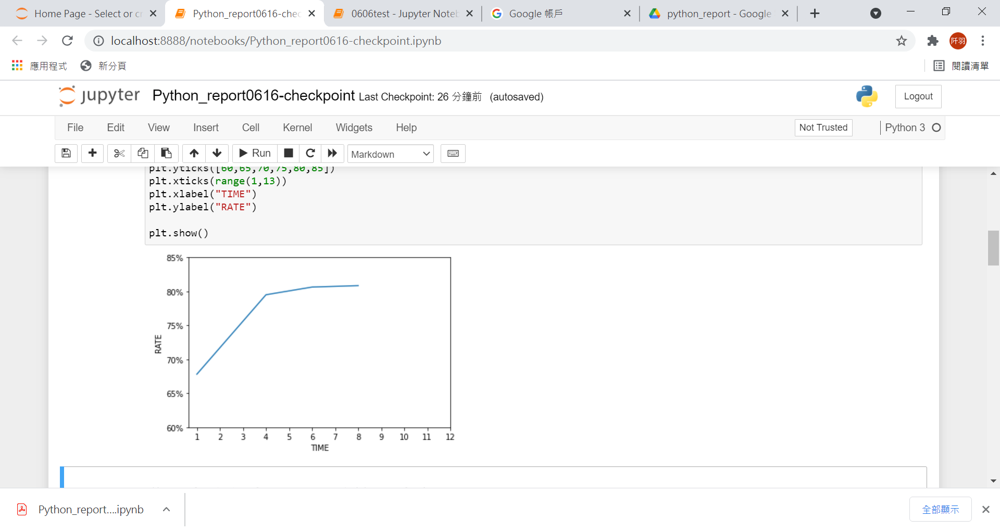 Home Page - Select or cr
Python_report0616-chec
0606test - Jupyter Noteb
Google 帳戶
python_report - Google
localhost:8888/notebooks/Python_report0616-checkpoint.ipynb
阡羽
應用程式
新分頁
閱讀清單
jupyter Python_report0616-checkpoint Last Checkpoint: 26 分鐘前 (autosaved)
Logout
File Edit View Insert Cell Kernel Widgets Help
Not Trusted
Python 3
Run
Markdown
plt.yticks([60,65,70,75,80,85])
plt.xticks(range(1,13))
plt.xlabel("TIME")
plt.ylabel("RATE")
plt.show()
85%
80%
75%
70%
65%
60%
RATE
1 2 3 4 5 6 7 8 9 10 11 12
TIME
Python_report....ipynb
全部顯示